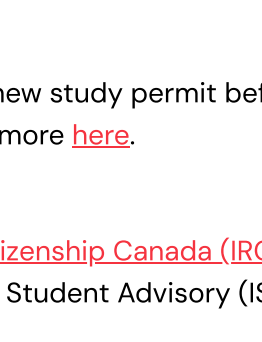 new study permit bef
more here.
izenship Canada (IRC
Student Advisory (IS